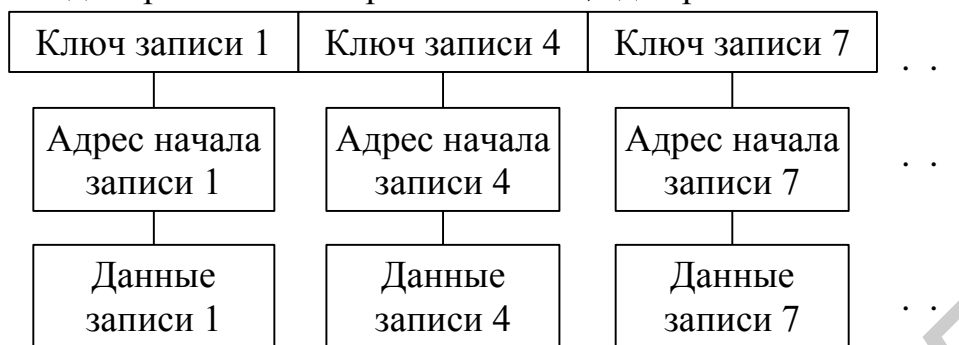 Ключ записи 1 Ключ записи 4 Ключ записи 7 . .
Адрес начала Адрес начала Адрес начала
записи 1 записи 4 записи 7 . .
Данные Данные Данные
записи 1 записи 4 записи 7 . .